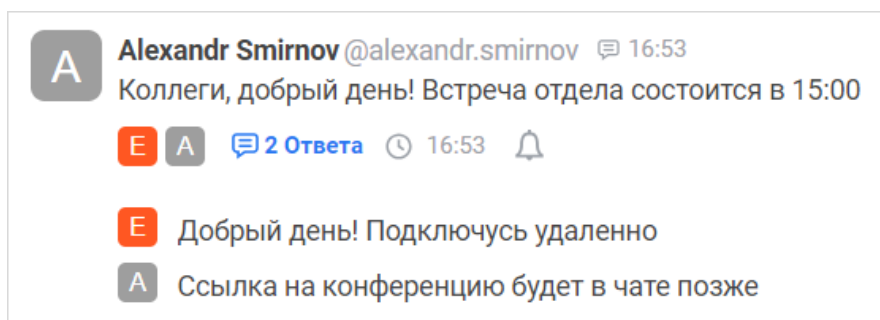 A
Alexandr Smirnov @alexandr.smirnov 16:53
Коллеги, добрый день! Встреча отдела состоится в 15:00
E A 2 Ответа 16:53
E Добрый день! Подключусь удаленно
A Ссылка на конференцию будет в чате позже